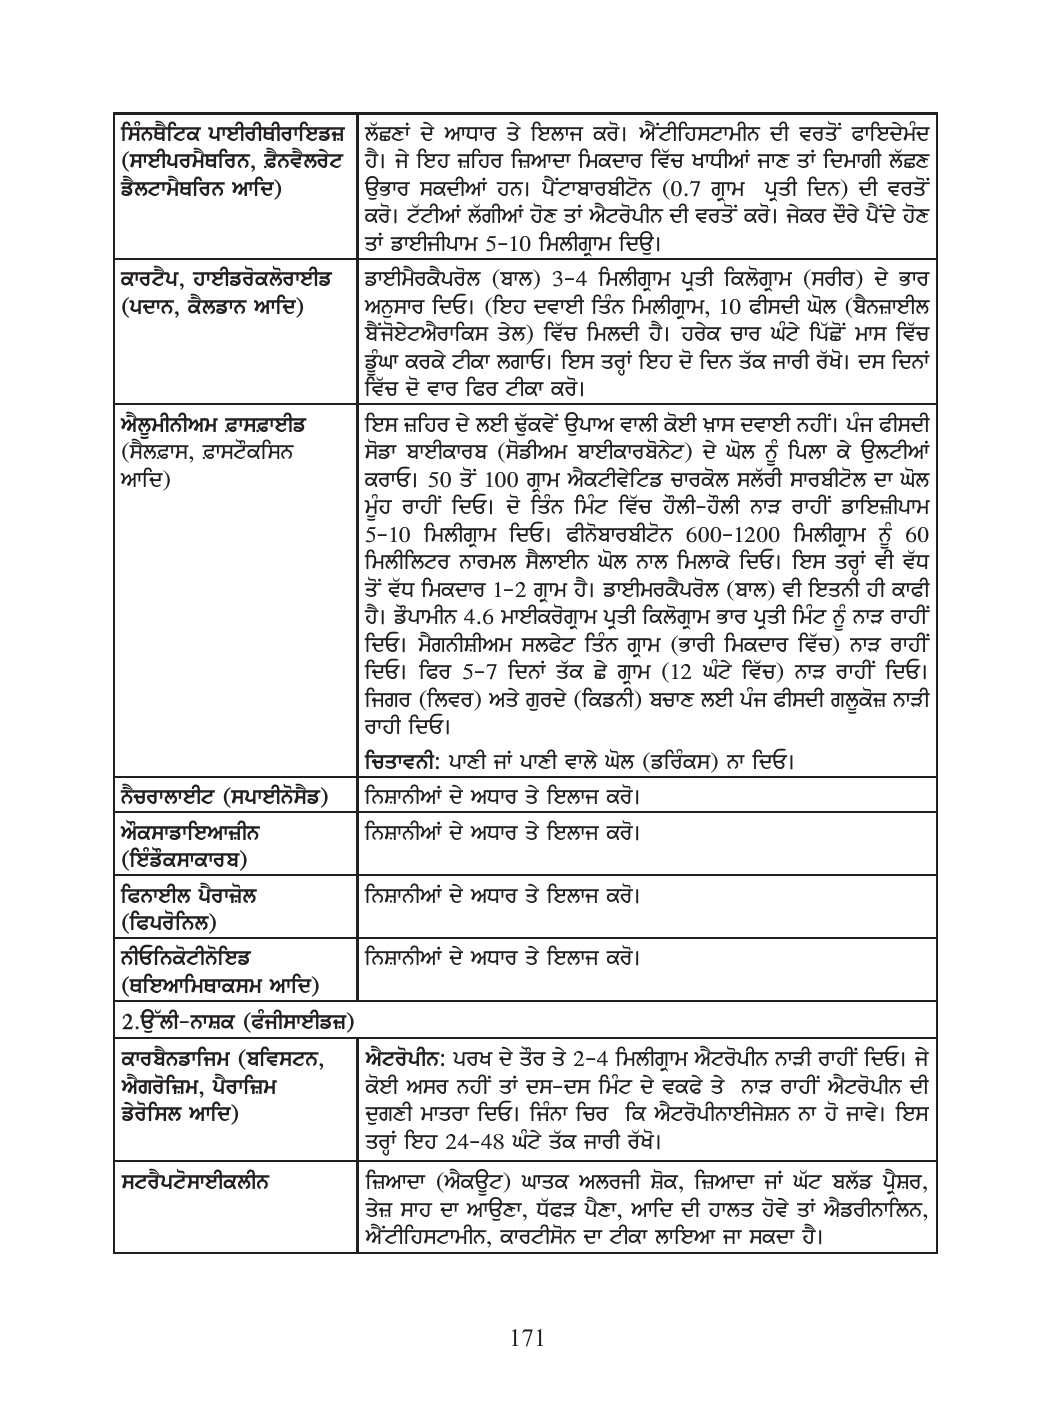 ਸਿੰਨਥੈਟਿਕ ਪਾਈਰੀਥੀਰਾਇਡਜ਼
(ਸਾਈਪਰਮੈਥਰਿਨ, ਫ਼ੈਨਵੈਲਰੇਟ
ਡੈਲਟਾਮੈਥਰਿਨ ਆਦਿ)
ਲੱਛਣਾਂ ਦੇ ਆਧਾਰ ਤੇ ਇਲਾਜ ਕਰੋ। ਐਂਟੀਹਿਸਟਾਮੀਨ ਦੀ ਵਰਤੋਂ ਫਾਇਦੇਮੰਦ
ਹੈ। ਜੇ ਇਹ ਜ਼ਹਿਰ ਜ਼ਿਆਦਾ ਮਿਕਦਾਰ ਵਿੱਚ ਖਾਧੀਆਂ ਜਾਣ ਤਾਂ ਦਿਮਾਗੀ ਲੱਛਣ
ਉਭਾਰ ਸਕਦੀਆਂ ਹਨ। ਪੈਂਟਾਬਾਰਬੀਟੋਨ (0.7 ਗ੍ਰਾਮ ਪ੍ਰਤੀ ਦਿਨ) ਦੀ ਵਰਤੋਂ
ਕਰੋ। ਟੱਟੀਆਂ ਲੱਗੀਆਂ ਹੋਣ ਤਾਂ ਐਟਰੋਪੀਨ ਦੀ ਵਰਤੋਂ ਕਰੋ। ਜੇਕਰ ਦੌਰੇ ਪੈਂਦੇ ਹੋਣ
ਤਾਂ ਡਾਈਜੀਪਾਮ 5-10 ਮਿਲੀਗ੍ਰਾਮ ਦਿਉ।
ਕਾਰਟੈਪ, ਹਾਈਡਰੋਕਲੋਰਾਈਡ
(ਪਦਾਨ, ਕੈਲਡਾਨ ਆਦਿ)
ਡਾਈਮੈਰਕੈਪਰੋਲ (ਬਾਲ) 3-4 ਮਿਲੀਗ੍ਰਾਮ ਪ੍ਰਤੀ ਕਿਲੋਗ੍ਰਾਮ (ਸਰੀਰ) ਦੇ ਭਾਰ
ਅਨੁਸਾਰ ਦਿਓ। (ਇਹ ਦਵਾਈ ਤਿੰਨ ਮਿਲੀਗ੍ਰਾਮ, 10 ਫੀਸਦੀ ਘੋਲ (ਬੈਨਜ਼ਾਈਲ
ਬੈਂਜੋਏਟਐਰਾਕਿਸ ਤੇਲ) ਵਿੱਚ ਮਿਲਦੀ ਹੈ। ਹਰੇਕ ਚਾਰ ਘੰਟੇ ਪਿੱਛੋਂ ਮਾਸ ਵਿੱਚ
ਡੂੰਘਾ ਕਰਕੇ ਟੀਕਾ ਲਗਾਓ। ਇਸ ਤਰ੍ਹਾਂ ਇਹ ਦੋ ਦਿਨ ਤੱਕ ਜਾਰੀ ਰੱਖੋ। ਦਸ ਦਿਨਾਂ
ਵਿੱਚ ਦੋ ਵਾਰ ਫਿਰ ਟੀਕਾ ਕਰੋ।
ਐਲੂਮੀਨੀਅਮ ਫ਼ਾਸਫ਼ਾਈਡ
(ਸੈਲਫ਼ਾਸ, ਫ਼ਾਸਟੌਕਸਿਨ
ਆਦਿ)
ਇਸ ਜ਼ਹਿਰ ਦੇ ਲਈ ਢੁੱਕਵੇਂ ਉਪਾਅ ਵਾਲੀ ਕੋਈ ਖ਼ਾਸ ਦਵਾਈ ਨਹੀਂ। ਪੰਜ ਫੀਸਦੀ
ਸੋਡਾ ਬਾਈਕਾਰਬ (ਸੋਡੀਅਮ ਬਾਈਕਾਰਬੋਨੇਟ) ਦੇ ਘੋਲ ਨੂੰ ਪਿਲਾ ਕੇ ਉਲਟੀਆਂ
ਕਰਾਓ। 50 ਤੋਂ 100 ਗ੍ਰਾਮ ਐਕਟੀਵੇਟਿਡ ਚਾਰਕੋਲ ਸਲੱਰੀ ਸਾਰਬੀਟੋਲ ਦਾ ਘੋਲ
ਮੂੰਹ ਰਾਹੀਂ ਦਿਓ। ਦੋ ਤਿੰਨ ਮਿੰਟ ਵਿੱਚ ਹੌਲੀ-ਹੌਲੀ ਨਾੜ ਰਾਹੀਂ ਡਾਇਜ਼ੀਪਾਮ
5-10 ਮਿਲੀਗ੍ਰਾਮ ਦਿਓ। ਫੀਨੋਬਾਰਬੀਟੋਨ 600-1200 ਮਿਲੀਗ੍ਰਾਮ ਨੂੰ 60
ਮਿਲੀਲਿਟਰ ਨਾਰਮਲ ਸੈਲਾਈਨ ਘੋਲ ਨਾਲ ਮਿਲਾਕੇ ਦਿਓ। ਇਸ ਤਰ੍ਹਾਂ ਵੀ ਵੱਧ
ਤੋਂ ਵੱਧ ਮਿਕਦਾਰ 1-2 ਗ੍ਰਾਮ ਹੈ। ਡਾਈਮਰਕੈਪਰੋਲ (ਬਾਲ) ਵੀ ਇਤਨੀ ਹੀ ਕਾਫੀ
ਹੈ। ਡੌਪਾਮੀਨ 4.6 ਮਾਈਕਰੋਗ੍ਰਾਮ ਪ੍ਰਤੀ ਕਿਲੋਗ੍ਰਾਮ ਭਾਰ ਪ੍ਰਤੀ ਮਿੰਟ ਨੂੰ ਨਾੜ ਰਾਹੀਂ
ਦਿਓ। ਮੈਗਨੀਸ਼ੀਅਮ ਸਲਫੇਟ ਤਿੰਨ ਗ੍ਰਾਮ (ਭਾਰੀ ਮਿਕਦਾਰ ਵਿੱਚ) ਨਾੜ ਰਾਹੀਂ
ਦਿਓ। ਫਿਰ 5-7 ਦਿਨਾਂ ਤੱਕ ਛੇ ਗ੍ਰਾਮ (12 ਘੰਟੇ ਵਿੱਚ) ਨਾੜ ਰਾਹੀਂ ਦਿਓ।
ਜਿਗਰ (ਲਿਵਰ) ਅਤੇ ਗੁਰਦੇ (ਕਿਡਨੀ) ਬਚਾਣ ਲਈ ਪੰਜ ਫੀਸਦੀ ਗਲੂਕੋਜ਼ ਨਾੜੀ
ਰਾਹੀ ਦਿਓ।
ਚਿਤਾਵਨੀ: ਪਾਣੀ ਜਾਂ ਪਾਣੀ ਵਾਲੇ ਘੋਲ (ਡਰਿੰਕਸ) ਨਾ ਦਿਓ।
ਨੈਚਰਾਲਾਈਟ (ਸਪਾਈਨੋਸੈਡ)
ਨਿਸ਼ਾਨੀਆਂ ਦੇ ਅਧਾਰ ਤੇ ਇਲਾਜ ਕਰੋ।
ਔਕਸਾਡਾਇਆਜ਼ੀਨ
(ਇੰਡੌਕਸਾਕਾਰਬ)
ਨਿਸ਼ਾਨੀਆਂ ਦੇ ਅਧਾਰ ਤੇ ਇਲਾਜ ਕਰੋ।
ਫਿਨਾਈਲ ਪੈਰਾਜ਼ੋਲ
(ਫਿਪਰੋਨਿਲ)
ਨਿਸ਼ਾਨੀਆਂ ਦੇ ਅਧਾਰ ਤੇ ਇਲਾਜ ਕਰੋ।
ਨੀਓਨਿਕੋਟੀਨੋਇਡ
(ਥਇਆਮਿਥਾਕਸਮ ਆਦਿ)
ਨਿਸ਼ਾਨੀਆਂ ਦੇ ਅਧਾਰ ਤੇ ਇਲਾਜ ਕਰੋ।
2.ਉੱਲੀ-ਨਾਸ਼ਕ (ਫੰਜੀਸਾਈਡਜ਼)
ਕਾਰਬੈਨਡਾਜਿਮ (ਬਵਿਸਟਨ,
ਐਗਰੋਜ਼ਿਮ, ਪੈਰਾਜ਼ਿਮ
ਡੇਰੋਸਿਲ ਆਦਿ)
ਐਟਰੋਪੀਨ: ਪਰਖ ਦੇ ਤੌਰ ਤੇ 2-4 ਮਿਲੀਗ੍ਰਾਮ ਐਟਰੋਪੀਨ ਨਾੜੀ ਰਾਹੀਂ ਦਿਓ। ਜੇ
ਕੋਈ ਅਸਰ ਨਹੀਂ ਤਾਂ ਦਸ-ਦਸ ਮਿੰਟ ਦੇ ਵਕਫੇ ਤੇ ਨਾੜ ਰਾਹੀਂ ਐਟਰੋਪੀਨ ਦੀ
ਦੁਗਣੀ ਮਾਤਰਾ ਦਿਓ। ਜਿੰਨਾ ਚਿਰ ਕਿ ਐਟਰੋਪੀਨਾਈਜੇਸ਼ਨ ਨਾ ਹੋ ਜਾਵੇ। ਇਸ
ਤਰ੍ਹਾਂ ਇਹ 24-48 ਘੰਟੇ ਤੱਕ ਜਾਰੀ ਰੱਖੋ।
ਸਟਰੈਪਟੋਸਾਈਕਲੀਨ
ਜ਼ਿਆਦਾ (ਐਕਊਟ) ਘਾਤਕ ਅਲਰਜੀ ਸ਼ੋਕ, ਜ਼ਿਆਦਾ ਜਾਂ ਘੱਟ ਬਲੱਡ ਪ੍ਰੈਸ਼ਰ,
ਤੇਜ਼ ਸਾਹ ਦਾ ਆਉਣਾ, ਧੱਫੜ ਪੈਣਾ, ਆਦਿ ਦੀ ਹਾਲਤ ਹੋਵੇ ਤਾਂ ਐਡਰੀਨਾਲਿਨ,
ਐਂਟੀਹਿਸਟਾਮੀਨ, ਕਾਰਟੀਸੋਨ ਦਾ ਟੀਕਾ ਲਾਇਆ ਜਾ ਸਕਦਾ ਹੈ।
171